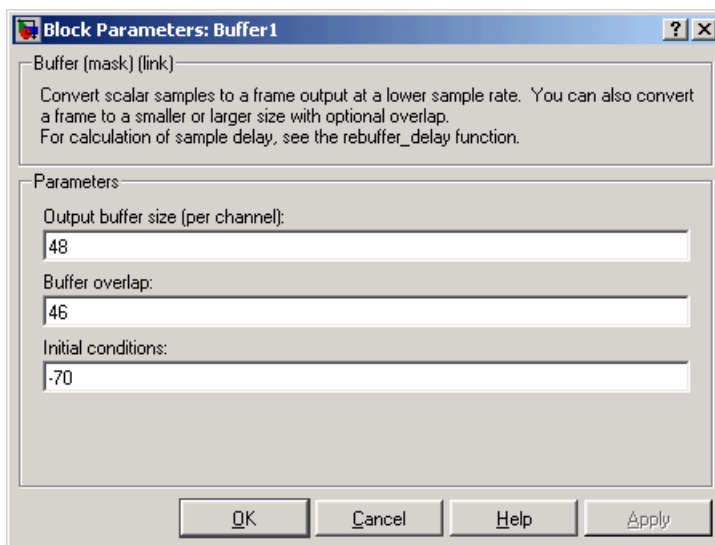 Block Parameters: Buffer1
Buffer (mask) (link)
Convert scalar samples to a frame output at a lower sample rate.  You can also convert
a frame to a smaller or larger size with optional overlap.
For calculation of sample delay, see the rebuffer_delay function.
Parameters
Output buffer size (per channel):
48
Buffer overlap:
46
Initial conditions:
-70
OK Cancel Help Apply